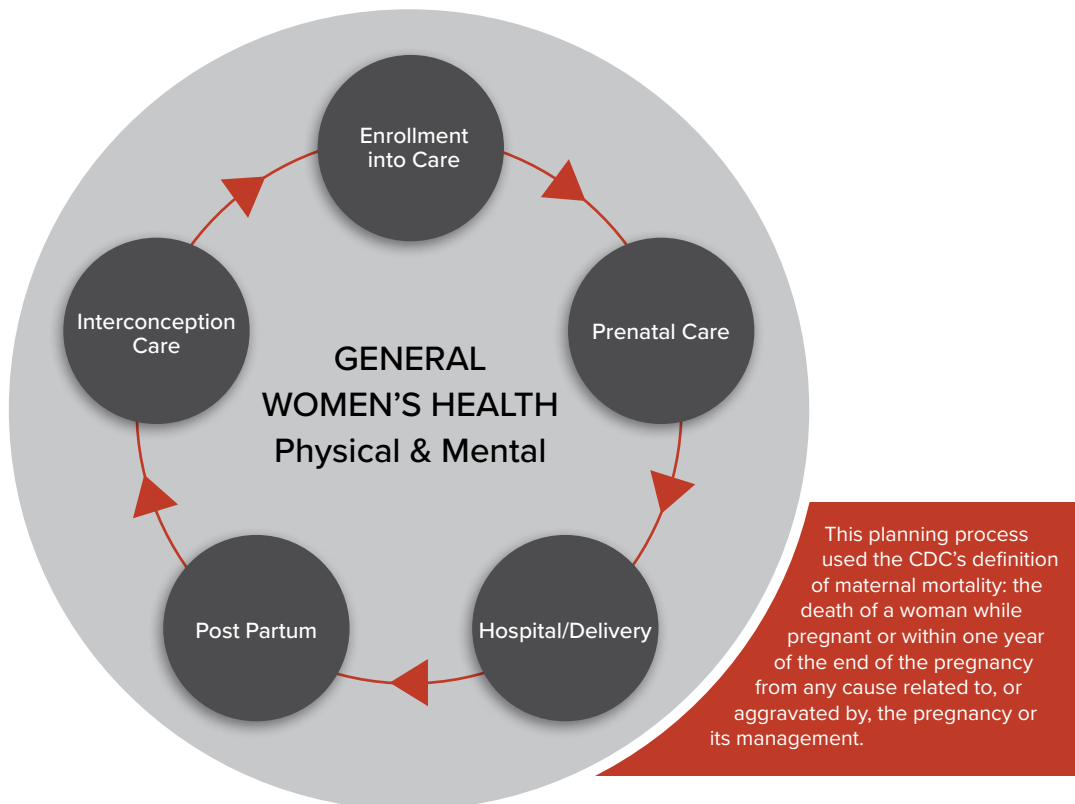 Enrollment
into Care
Interconception
Care
Prenatal Care
GENERAL
WOMEN’S HEALTH
Physical & Mental
Post Partum
Hospital/Delivery
This planning process
used the CDC’s definition
of maternal mortality: the
death of a woman while
pregnant or within one year
of the end of the pregnancy
from any cause related to, or
aggravated by, the pregnancy or
its management.